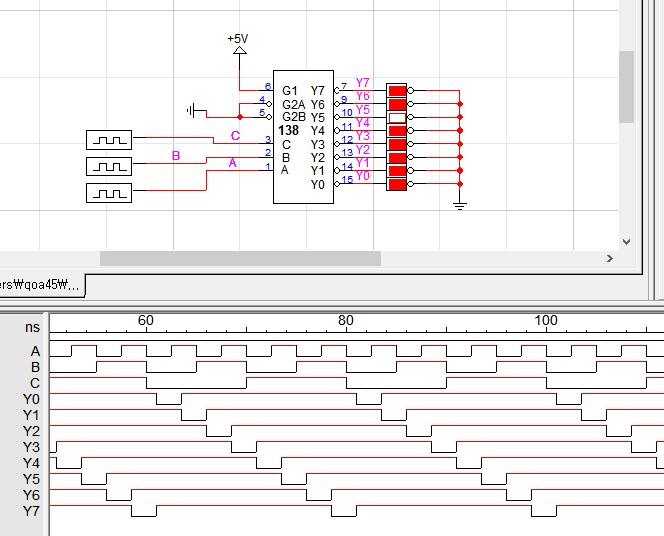 +5V
6 G1 Y7 7 Y7
4 G2A Y6 9 Y6
5 G2B Y5 10 Y5
138 Y4 11 Y4
C 3 C Y3 12 Y3
B 2 B Y2 13 Y2
A 1 A Y1 14 Y1
Y0 15 Y0
ers₩qoa45₩...
ns 60 80 100
A
B
C
Y0
Y1
Y2
Y3
Y4
Y5
Y6
Y7